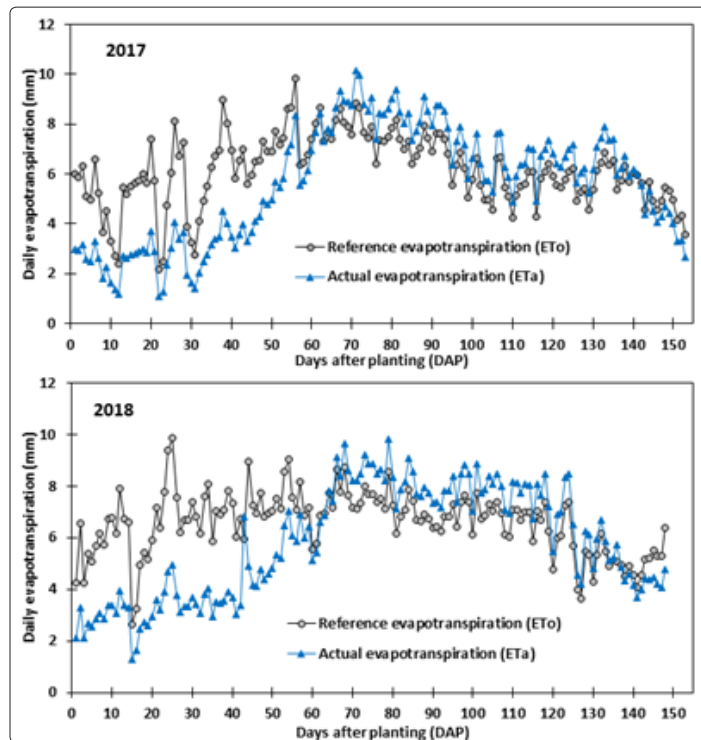 2017
Daily evapotranspiration (mm)
12
10
8
6
4
2
0
Reference evapotranspiration (ETo)
Actual evapotranspiration (ETa)
0 10 20 30 40 50 60 70 80 90 100 110 120 130 140 150
Days after planting (DAP)
2018
Daily evapotranspiration (mm)
12
10
8
6
4
2
0
Reference evapotranspiration (ETo)
Actual evapotranspiration (ETa)
0 10 20 30 40 50 60 70 80 90 100 110 120 130 140 150
Days after planting (DAP)